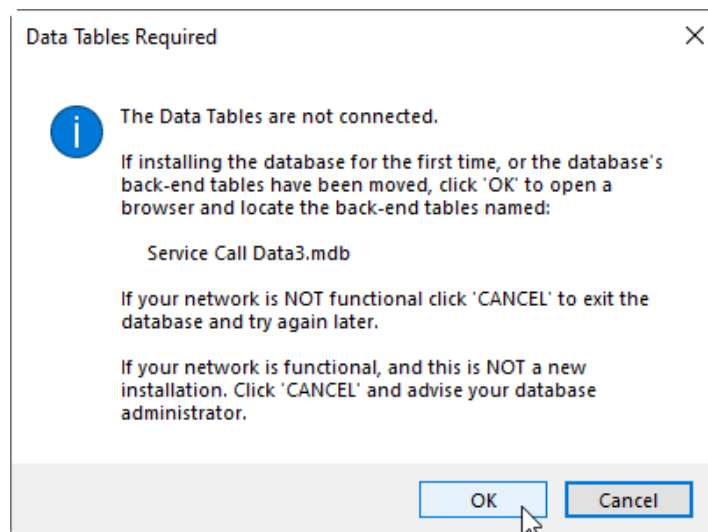 Data Tables Required
The Data Tables are not connected.
If installing the database for the first time, or the database's
back-end tables have been moved, click 'OK' to open a
browser and locate the back-end tables named:
Service Call Data3.mdb
If your network is NOT functional click 'CANCEL' to exit the
database and try again later.
If your network is functional, and this is NOT a new
installation. Click 'CANCEL' and advise your database
administrator.
OK
Cancel